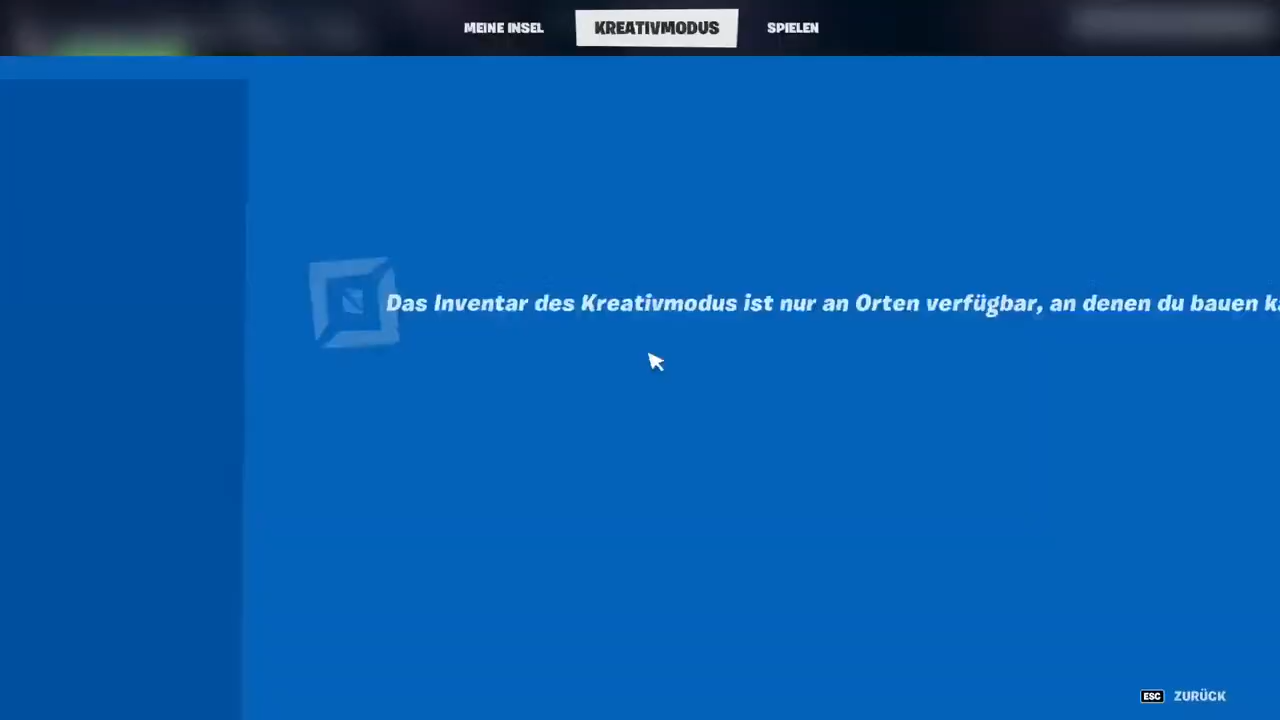 MEINE INSEL
KREATIVMODUS
SPIELEN
Das Inventar des Kreativmodus ist nur an Orten verfügbar, an denen du bauen
ESC ZURÜCK